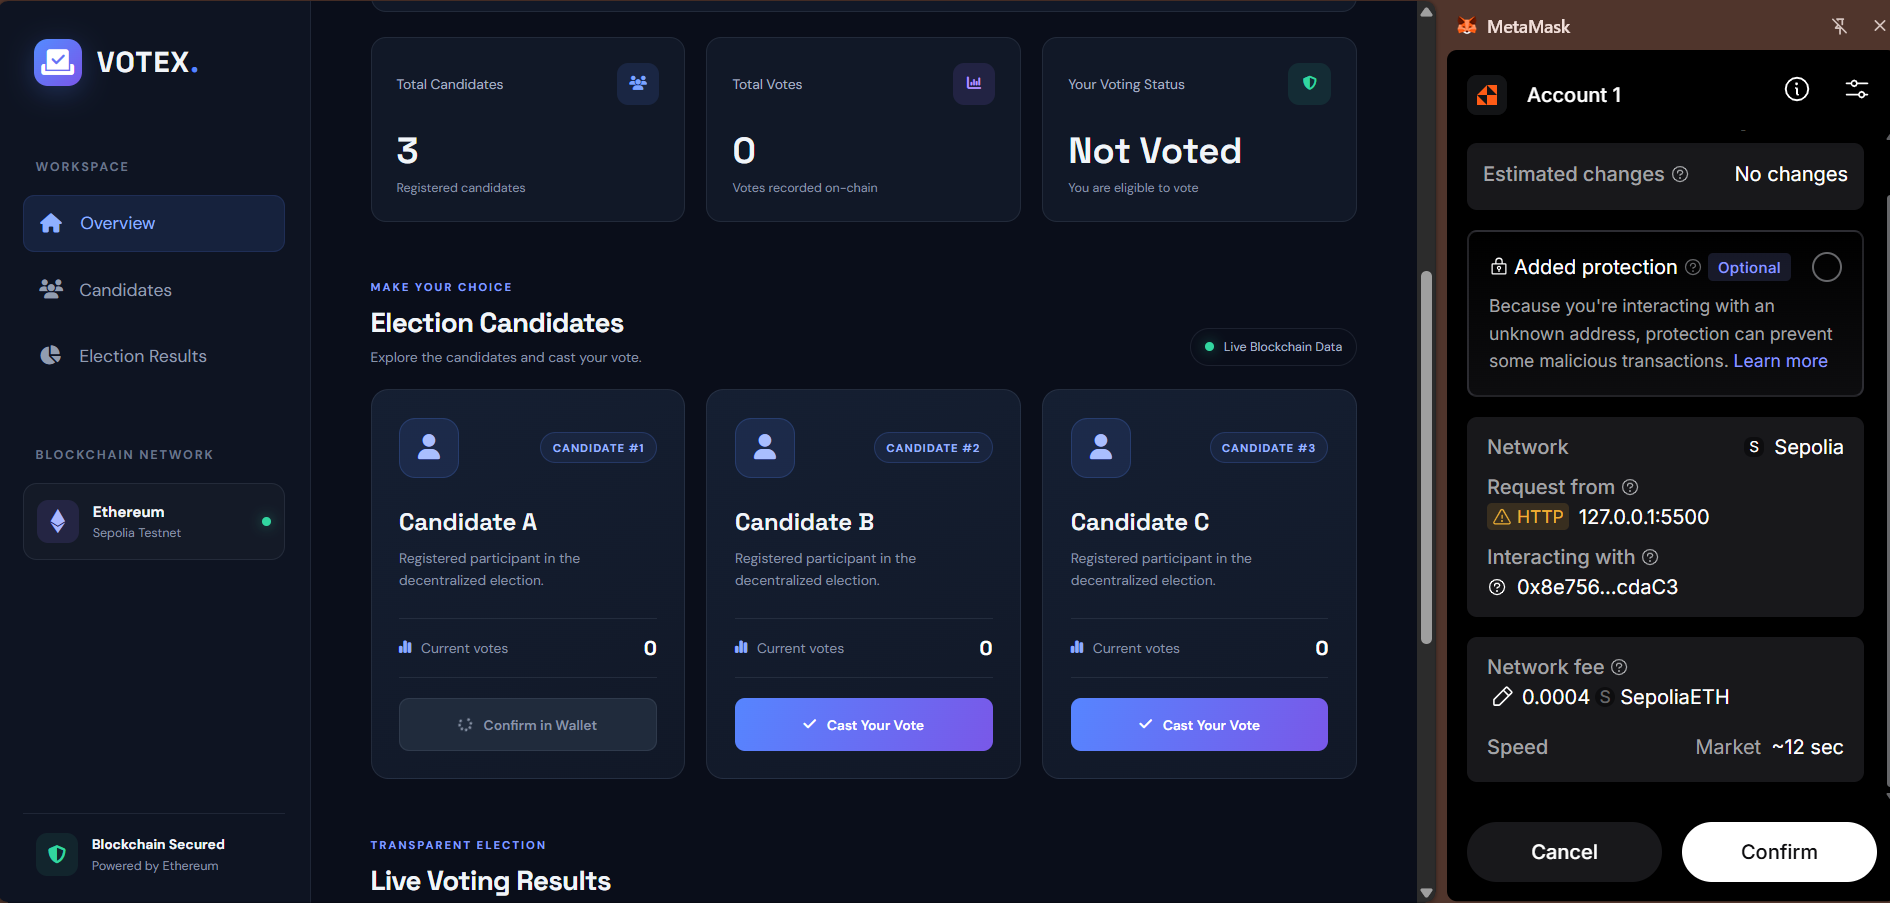 VOTEX.
WORKSPACE
Overview
Candidates
Election Results
BLOCKCHAIN NETWORK
Ethereum
Sepolia Testnet
Blockchain Secured
Powered by Ethereum
Total Candidates
3
Registered candidates
Total Votes
0
Votes recorded on-chain
Your Voting Status
Not Voted
You are eligible to vote
MAKE YOUR CHOICE
Election Candidates
Explore the candidates and cast your vote.
Live Blockchain Data
CANDIDATE #1
Candidate A
Registered participant in the
decentralized election.
Current votes 0
Confirm in Wallet
CANDIDATE #2
Candidate B
Registered participant in the
decentralized election.
Current votes 0
Cast Your Vote
CANDIDATE #3
Candidate C
Registered participant in the
decentralized election.
Current votes 0
Cast Your Vote
TRANSPARENT ELECTION
Live Voting Results
MetaMask
Account 1
Estimated changes No changes
Added protection Optional
Because you're interacting with an
unknown address, protection can prevent
some malicious transactions. Learn more
Network S Sepolia
Request from
HTTP 127.0.0.1:5500
Interacting with
0x8e756...cdaC3
Network fee
0.0004 S SepoliaETH
Speed Market ~12 sec
Cancel
Confirm